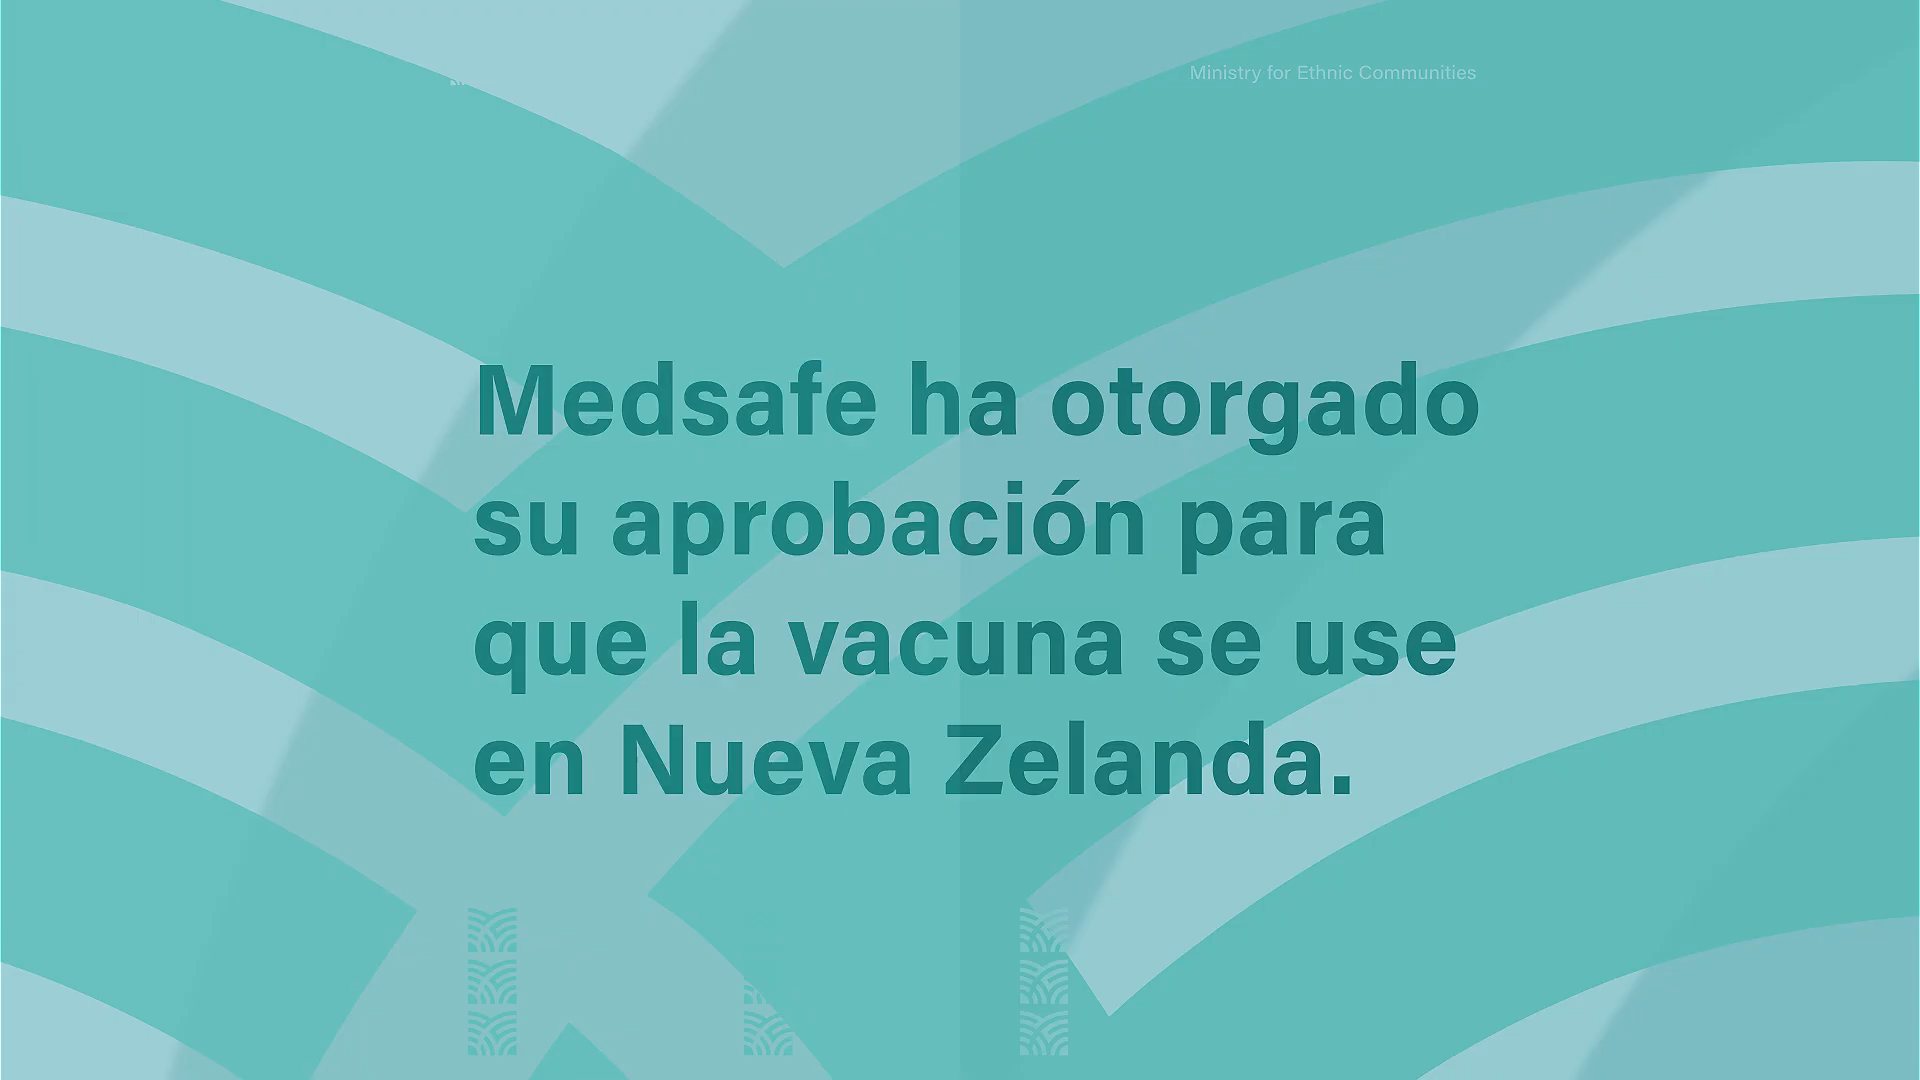 Ministry for Ethnic Communities
Medsafe ha otorgado
su aprobación para
que la vacuna se use
en Nueva Zelanda.